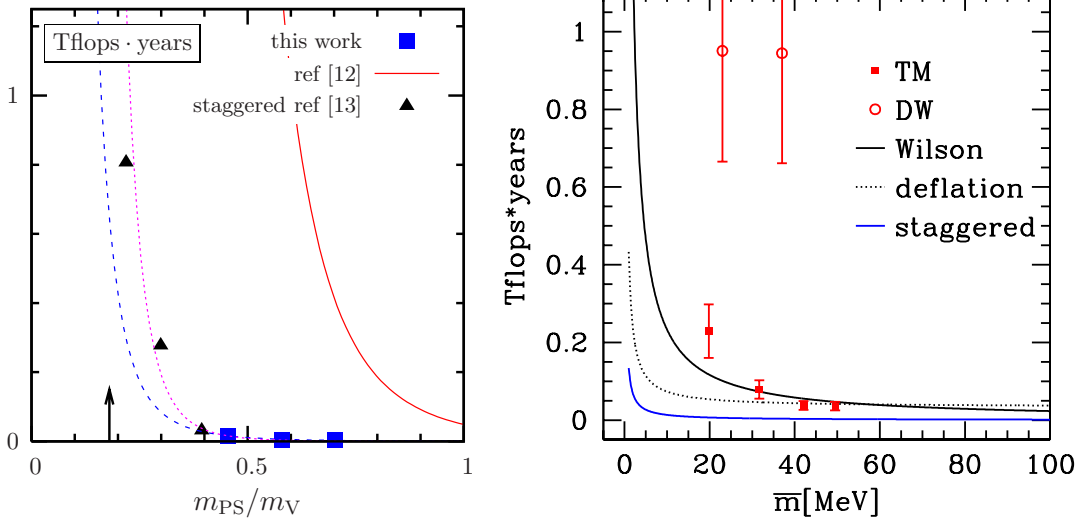 Tflops · years
this work
ref [12]
staggered ref [13]
1
0
0
0.5
1
m_PS/m_V
TM
DW
Wilson
deflation
staggered
Tflops*years
1
0.8
0.6
0.4
0.2
0
0
20
40
60
80
100
m̅[MeV]